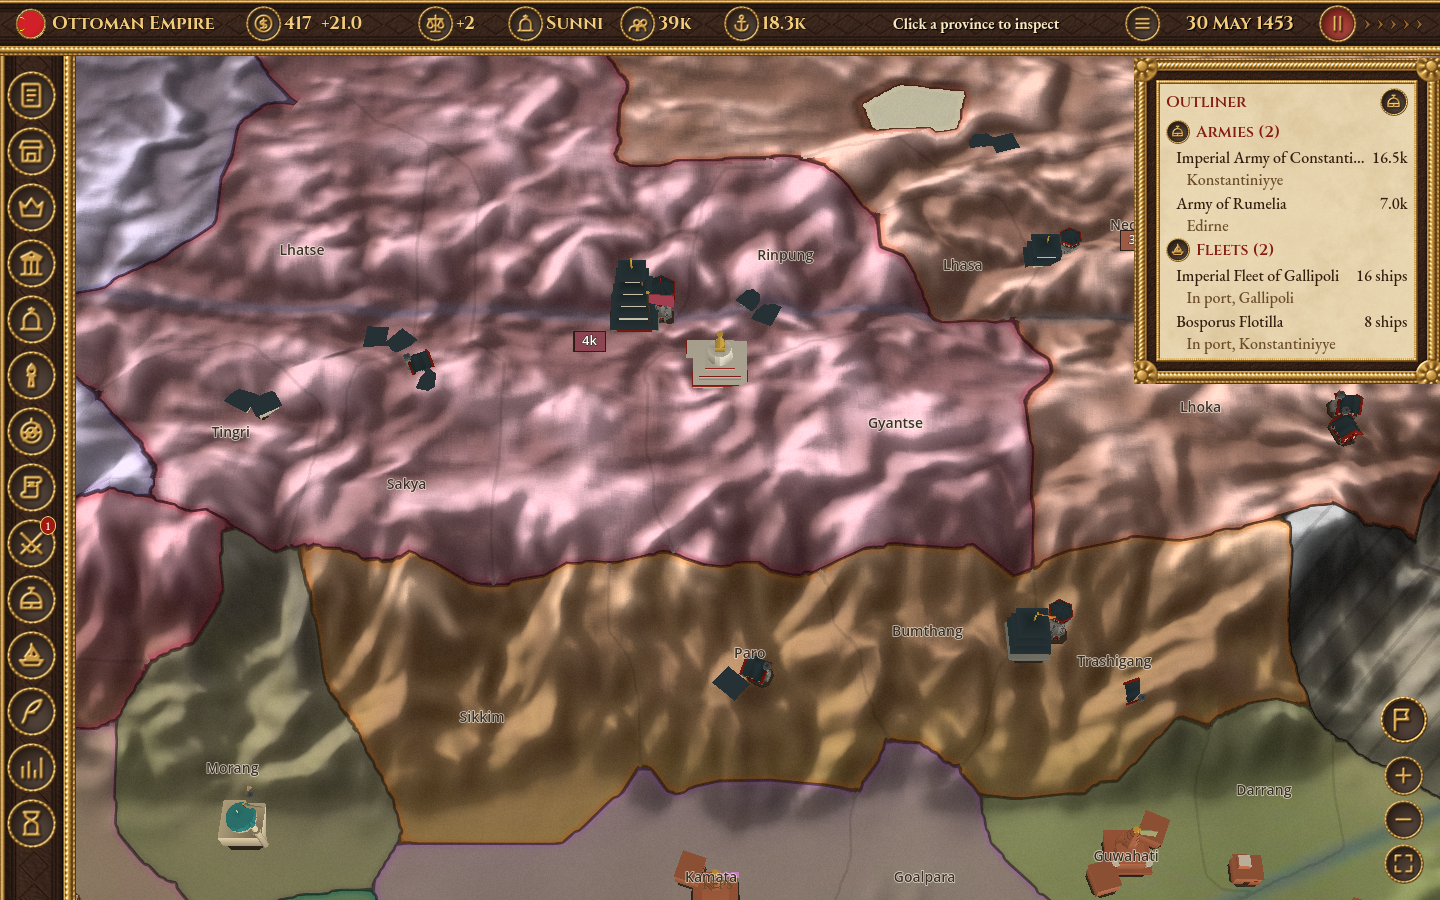 OTTOMAN EMPIRE
417 +21.0
+2
SUNNI
39K
18.3K
Click a province to inspect
30 MAY 1453
OUTLINER
ARMIES (2)
Imperial Army of Constanti... 16.5k
Konstantiniyye
Army of Rumelia 7.0k
Edirne
FLEETS (2)
Imperial Fleet of Gallipoli 16 ships
In port, Gallipoli
Bosporus Flotilla 8 ships
In port, Konstantiniyye
1
Lhatse
Rinpung
Lhasa
4k
Tingri
Sakya
Gyantse
Lhoka
Paro
Bumthang
Trashigang
Sikkim
Morang
Darrang
Guwahati
Kamata
Goalpara